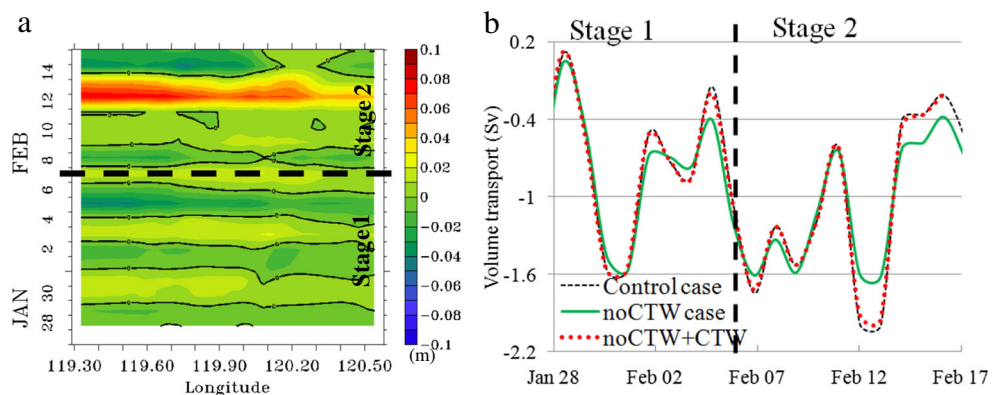 a
b
0.1
0.08
0.06
0.04
0.02
0
-0.02
-0.04
-0.06
-0.08
-0.1
(m)
FEB
JAN
14
12
10
8
6
4
2
30
28
Stage 2
Stage 1
119.30 119.60 119.90 120.20 120.50
Longitude
Stage 1
Stage 2
Volume transport (Sv)
0.2
-0.4
-1
-1.6
-2.2
Control case
noCTW case
noCTW+CTW
Jan 28 Feb 02 Feb 07 Feb 12 Feb 17